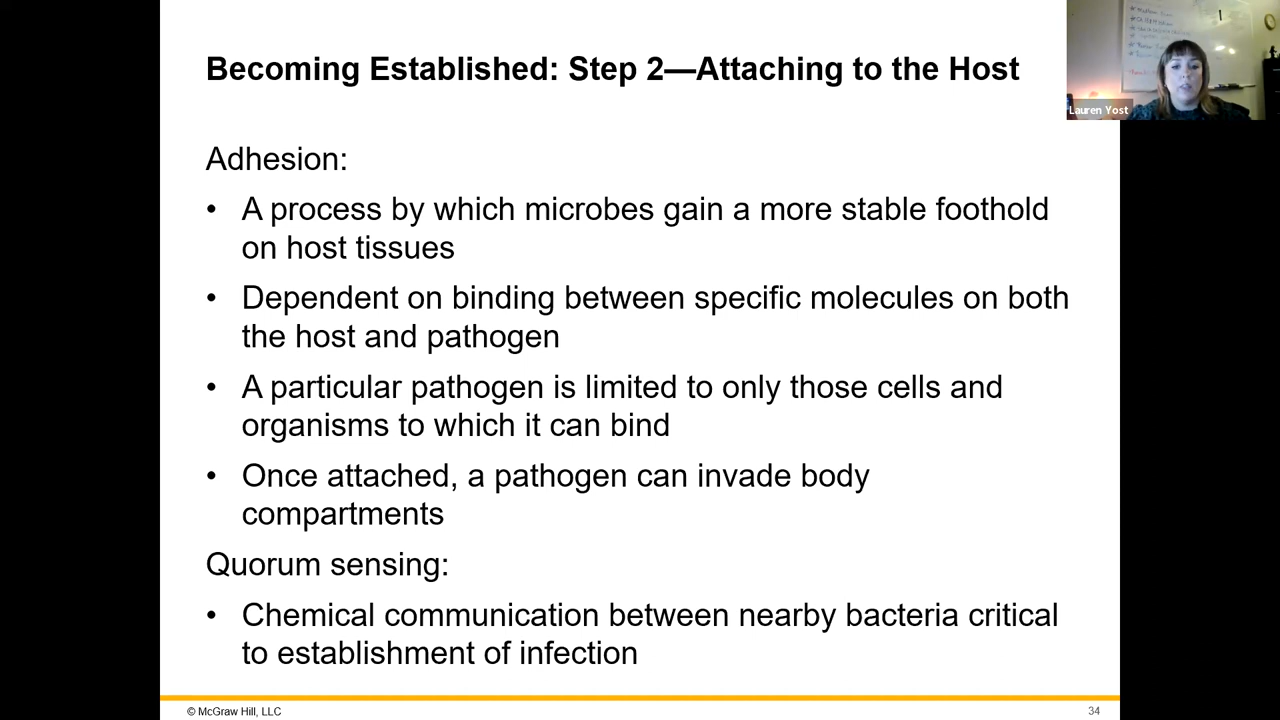 Becoming Established: Step 2—Attaching to the Host
Lauren Yost
Adhesion:
• A process by which microbes gain a more stable foothold
on host tissues
• Dependent on binding between specific molecules on both
the host and pathogen
• A particular pathogen is limited to only those cells and
organisms to which it can bind
• Once attached, a pathogen can invade body
compartments
Quorum sensing:
• Chemical communication between nearby bacteria critical
to establishment of infection
© McGraw Hill, LLC
34